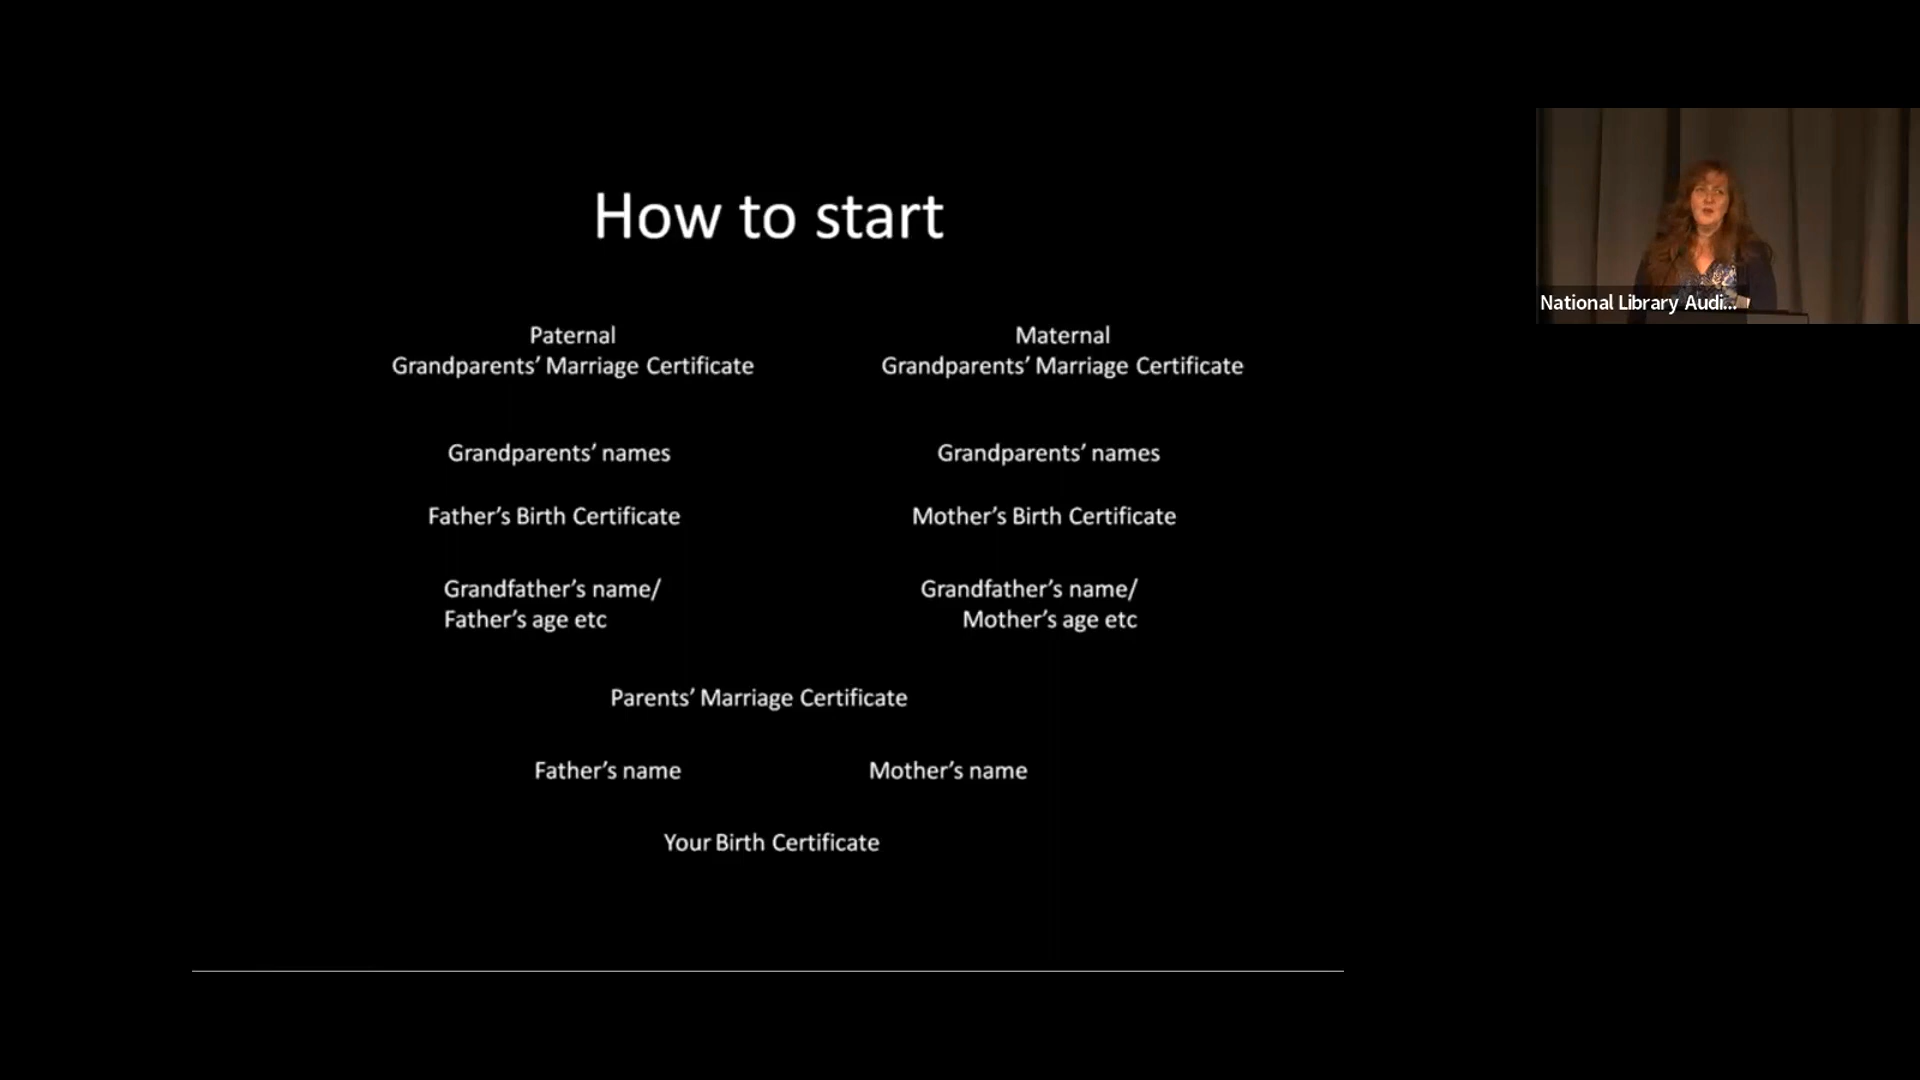 How to start
Paternal
Grandparents’ Marriage Certificate
Maternal
Grandparents’ Marriage Certificate
Grandparents’ names
Grandparents’ names
Father’s Birth Certificate
Mother’s Birth Certificate
Grandfather’s name/
Father’s age etc
Grandfather’s name/
Mother’s age etc
Parents’ Marriage Certificate
Father’s name
Mother’s name
Your Birth Certificate
National Library Audi...